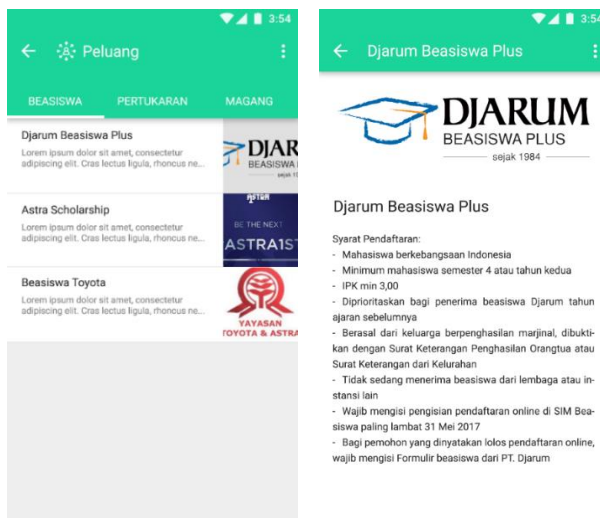 3:54
Peluang
BEASISWA PERTUKARAN MAGANG
Djarum Beasiswa Plus
Lorem ipsum dolor sit amet, consectetur
adipiscing elit. Cras lectus ligula, rhoncus ne...
DJAR
BEASISWA
sejak 19
Astra Scholarship
Lorem ipsum dolor sit amet, consectetur
adipiscing elit. Cras lectus ligula, rhoncus ne...
ASTRA
BE THE NEXT
ASTRA1S
Beasiswa Toyota
Lorem ipsum dolor sit amet, consectetur
adipiscing elit. Cras lectus ligula, rhoncus ne...
YAYASAN
TOYOTA & ASTRA
3:54
Djarum Beasiswa Plus
DJARUM
BEASISWA PLUS
sejak 1984
Djarum Beasiswa Plus
Syarat Pendaftaran:
- Mahasiswa berkebangsaan Indonesia
- Minimum mahasiswa semester 4 atau tahun kedua
- IPK min 3,00
- Diprioritaskan bagi penerima beasiswa Djarum tahun
ajaran sebelumnya
- Berasal dari keluarga berpenghasilan marjinal, dibukti-
kan dengan Surat Keterangan Penghasilan Orangtua atau
Surat Keterangan dari Kelurahan
- Tidak sedang menerima beasiswa dari lembaga atau in-
stansi lain
- Wajib mengisi pengisian pendaftaran online di SIM Bea-
siswa paling lambat 31 Mei 2017
- Bagi pemohon yang dinyatakan lolos pendaftaran online,
wajib mengisi Formulir beasiswa dari PT. Djarum